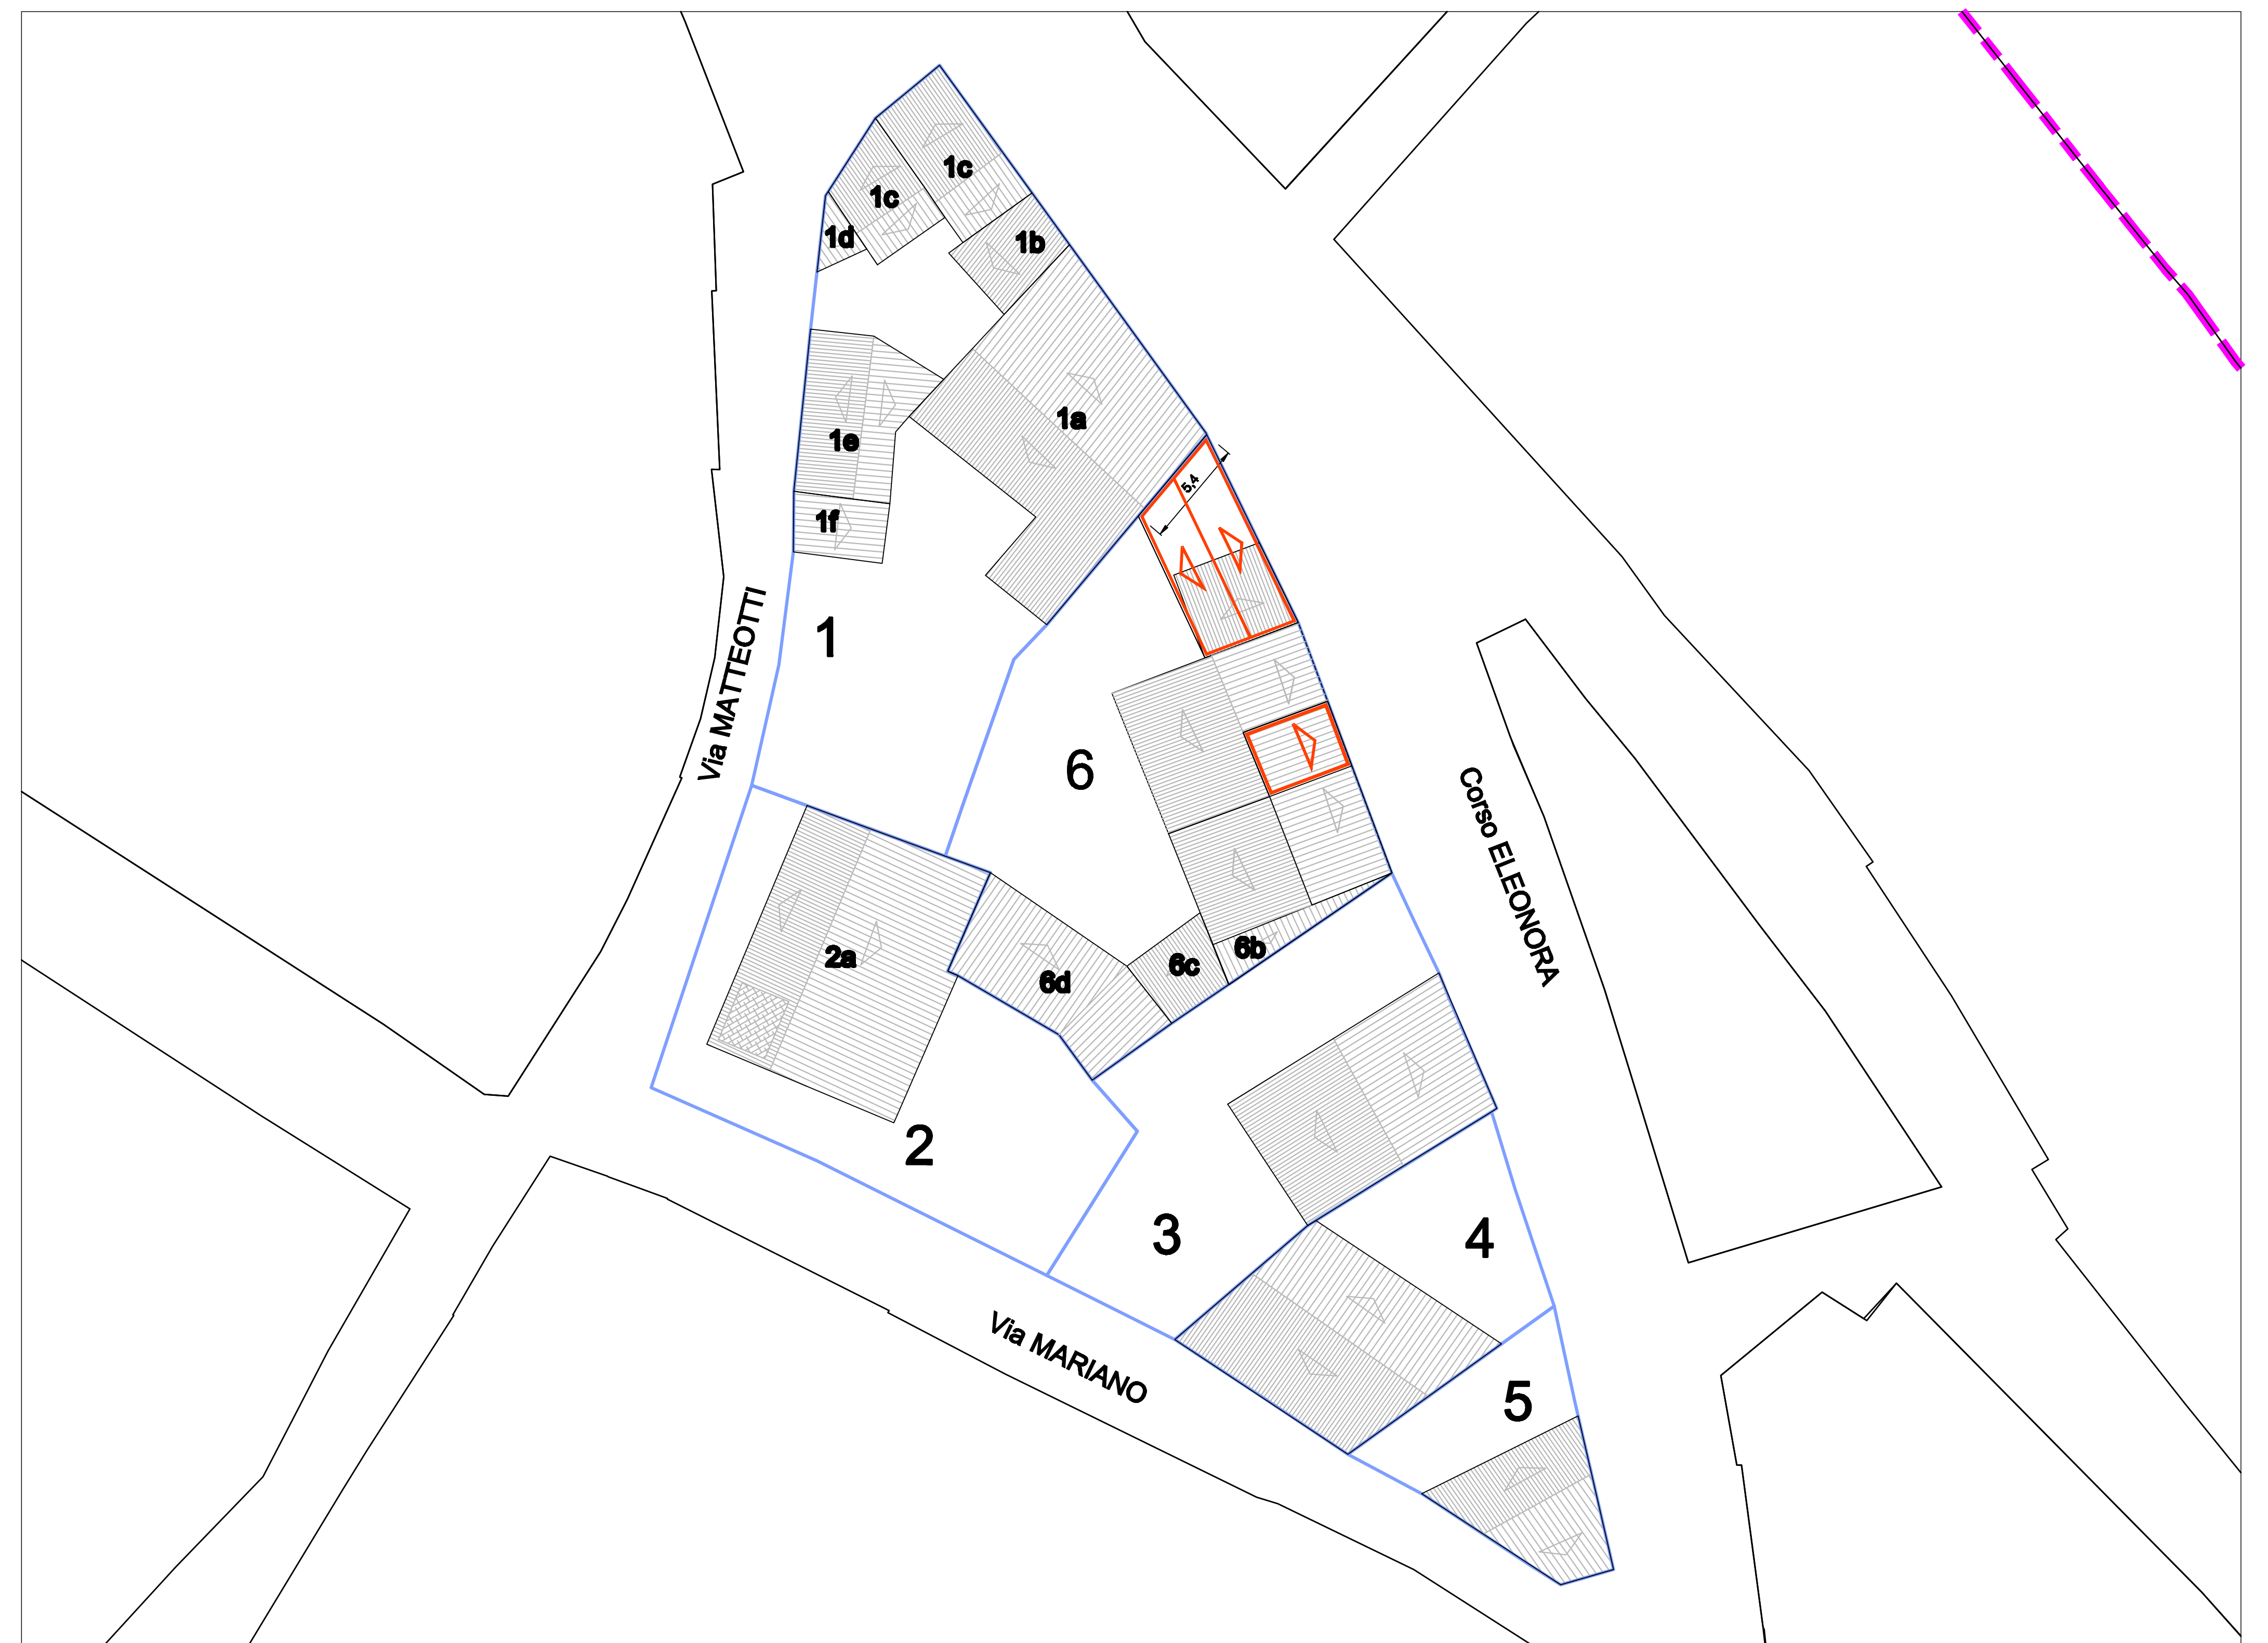 1c
1c
1d
1b
1a
1e
5,4
1f
Via MATTEOTTI
1
6
Corso ELEONORA
2a
6b
6c
6d
2
3
4
Via MARIANO
5